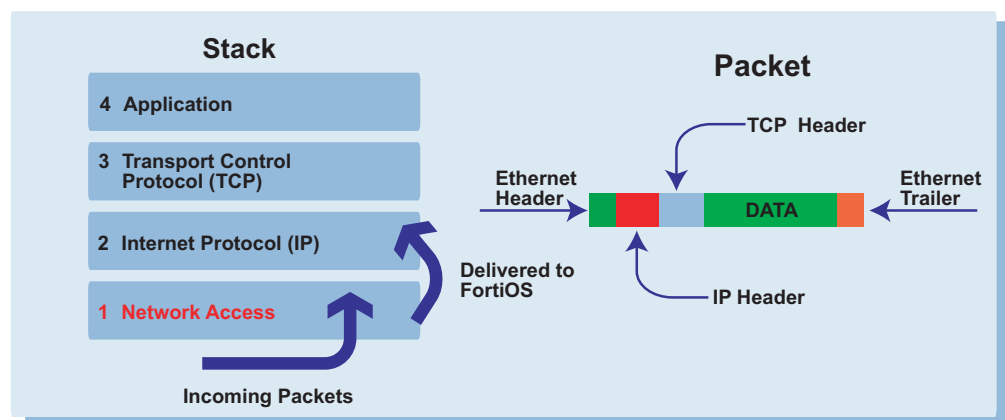 Stack
4 Application
3 Transport Control
Protocol (TCP)
2 Internet Protocol (IP)
1 Network Access
Delivered to
FortiOS
Incoming Packets
Packet
TCP Header
Ethernet
Header
DATA
Ethernet
Trailer
IP Header